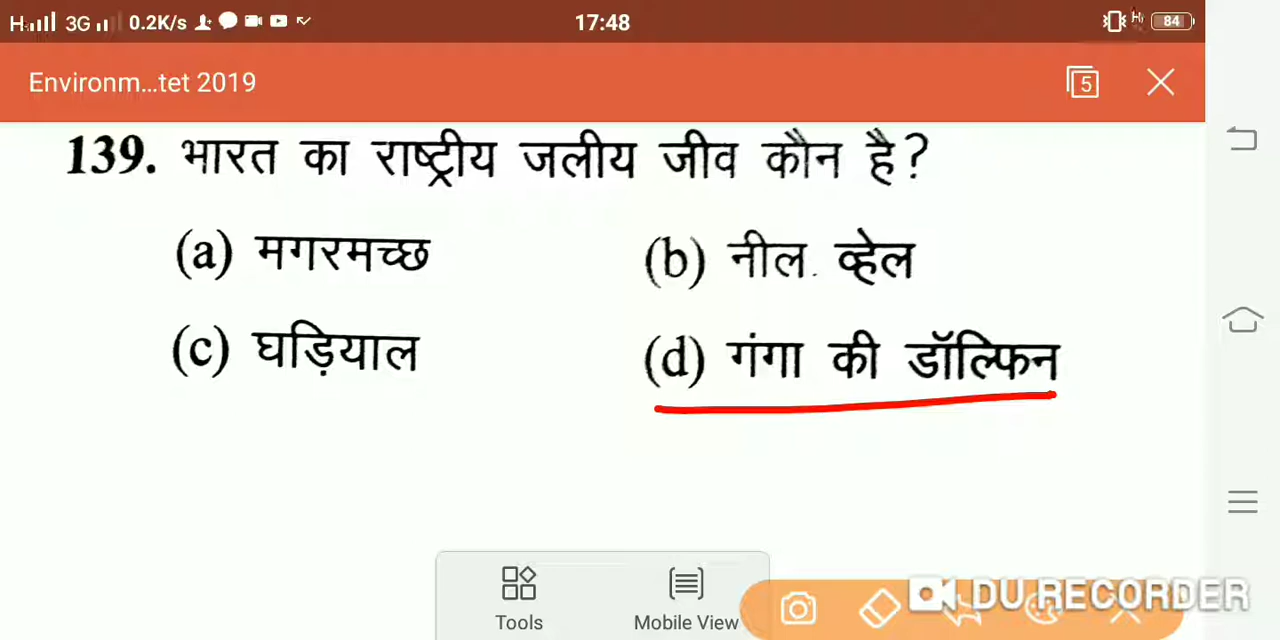 H 3G 0.2K/s 17:48 84
Environm...tet 2019 5
139. भारत का राष्ट्रीय जलीय जीव कौन है?
(a) मगरमच्छ (b) नील व्हेल
(c) घड़ियाल (d) गंगा की डॉल्फिन
Tools Mobile View
DU RECORDER